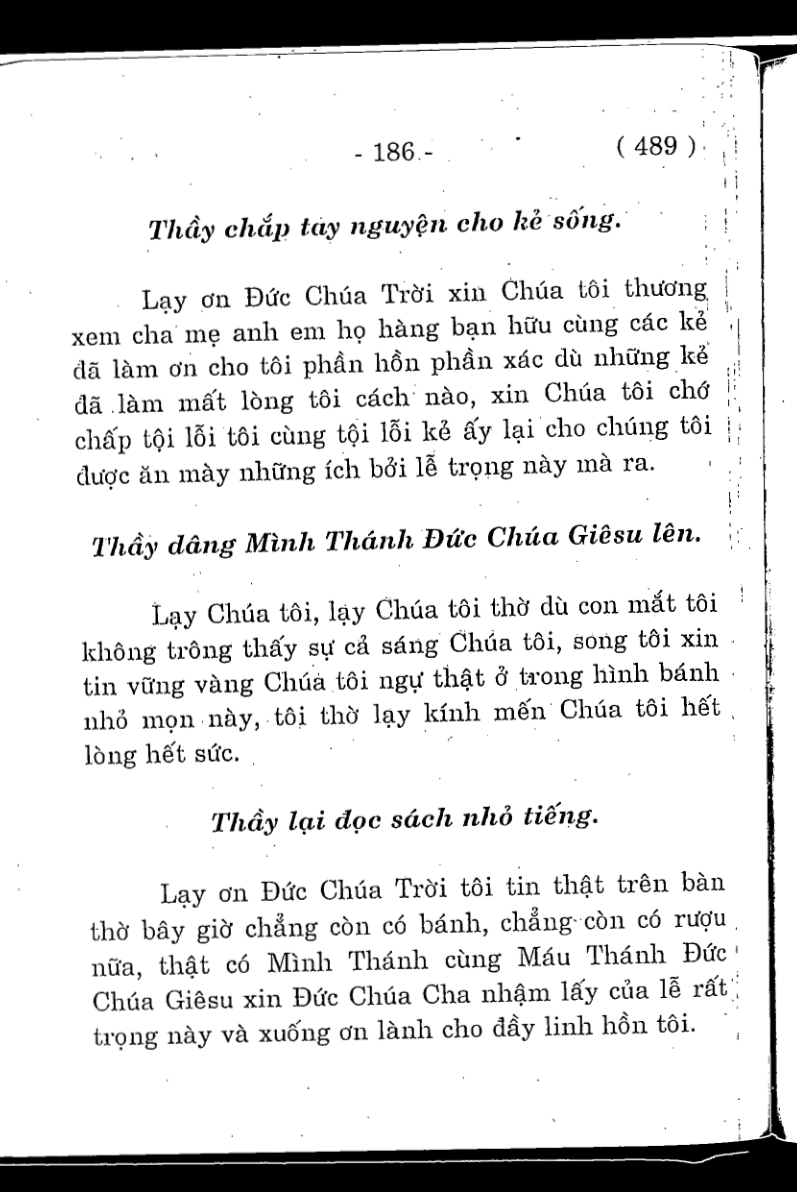 - 186 -
( 489 )
Thầy chắp tay nguyện cho kẻ sống.
Lạy ơn Đức Chúa Trời xin Chúa tôi thương
xem cha mẹ anh em họ hàng bạn hữu cùng các kẻ
đã làm ơn cho tôi phần hồn phần xác dù những kẻ
đã làm mất lòng tôi cách nào, xin Chúa tôi chớ
chấp tội lỗi tôi cùng tội lỗi kẻ ấy lại cho chúng tôi
được ăn mày những ích bởi lễ trọng này mà ra.
Thầy dâng Mình Thánh Đức Chúa Giêsu lên.
Lạy Chúa tôi, lạy Chúa tôi thờ dù con mắt tôi
không trông thấy sự cả sáng Chúa tôi, song tôi xin
tin vững vàng Chúa tôi ngự thật ở trong hình bánh
nhỏ mọn này, tôi thờ lạy kính mến Chúa tôi hết
lòng hết sức.
Thầy lại đọc sách nhỏ tiếng.
Lạy ơn Đức Chúa Trời tôi tin thật trên bàn
thờ bây giờ chẳng còn có bánh, chẳng còn có rượu
nữa, thật có Mình Thánh cùng Máu Thánh Đức
Chúa Giêsu xin Đức Chúa Cha nhậm lấy của lễ rất
trọng này và xuống ơn lành cho đầy linh hồn tôi.